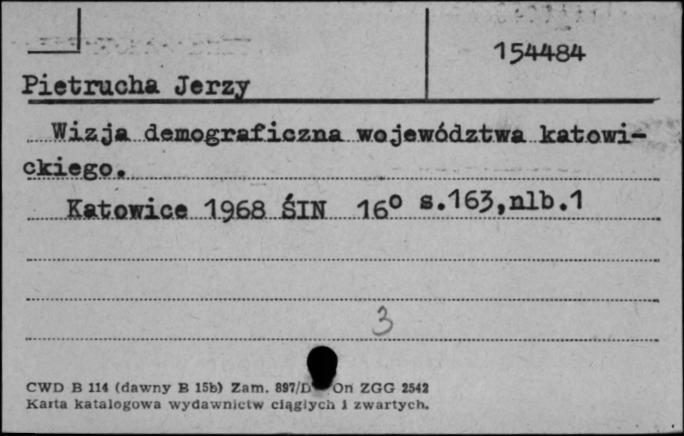 154484
Pietrucha Jerzy
Wizja demograficzna województwa katowi-
ckiego.
Katowice 1968 ŚIN 16° s.163,nlb.1
3
CWD B 114 (dawny B 15b) Zam. 897/D On ZGG 2542
Karta katalogowa wydawnictw ciągłych i zwartych.